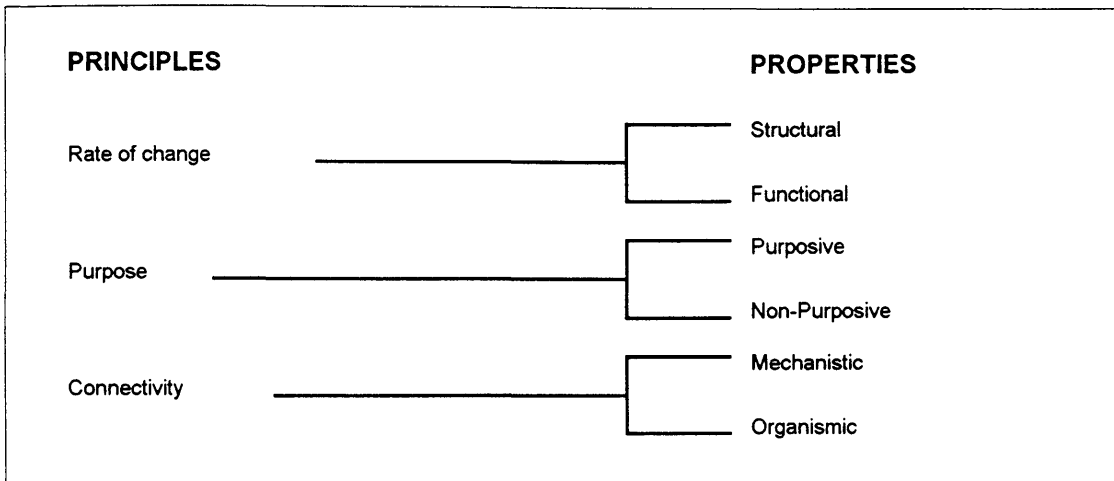 PRINCIPLES
PROPERTIES
Structural
Rate of change
Functional
Purposive
Purpose
Non-Purposive
Mechanistic
Connectivity
Organismic